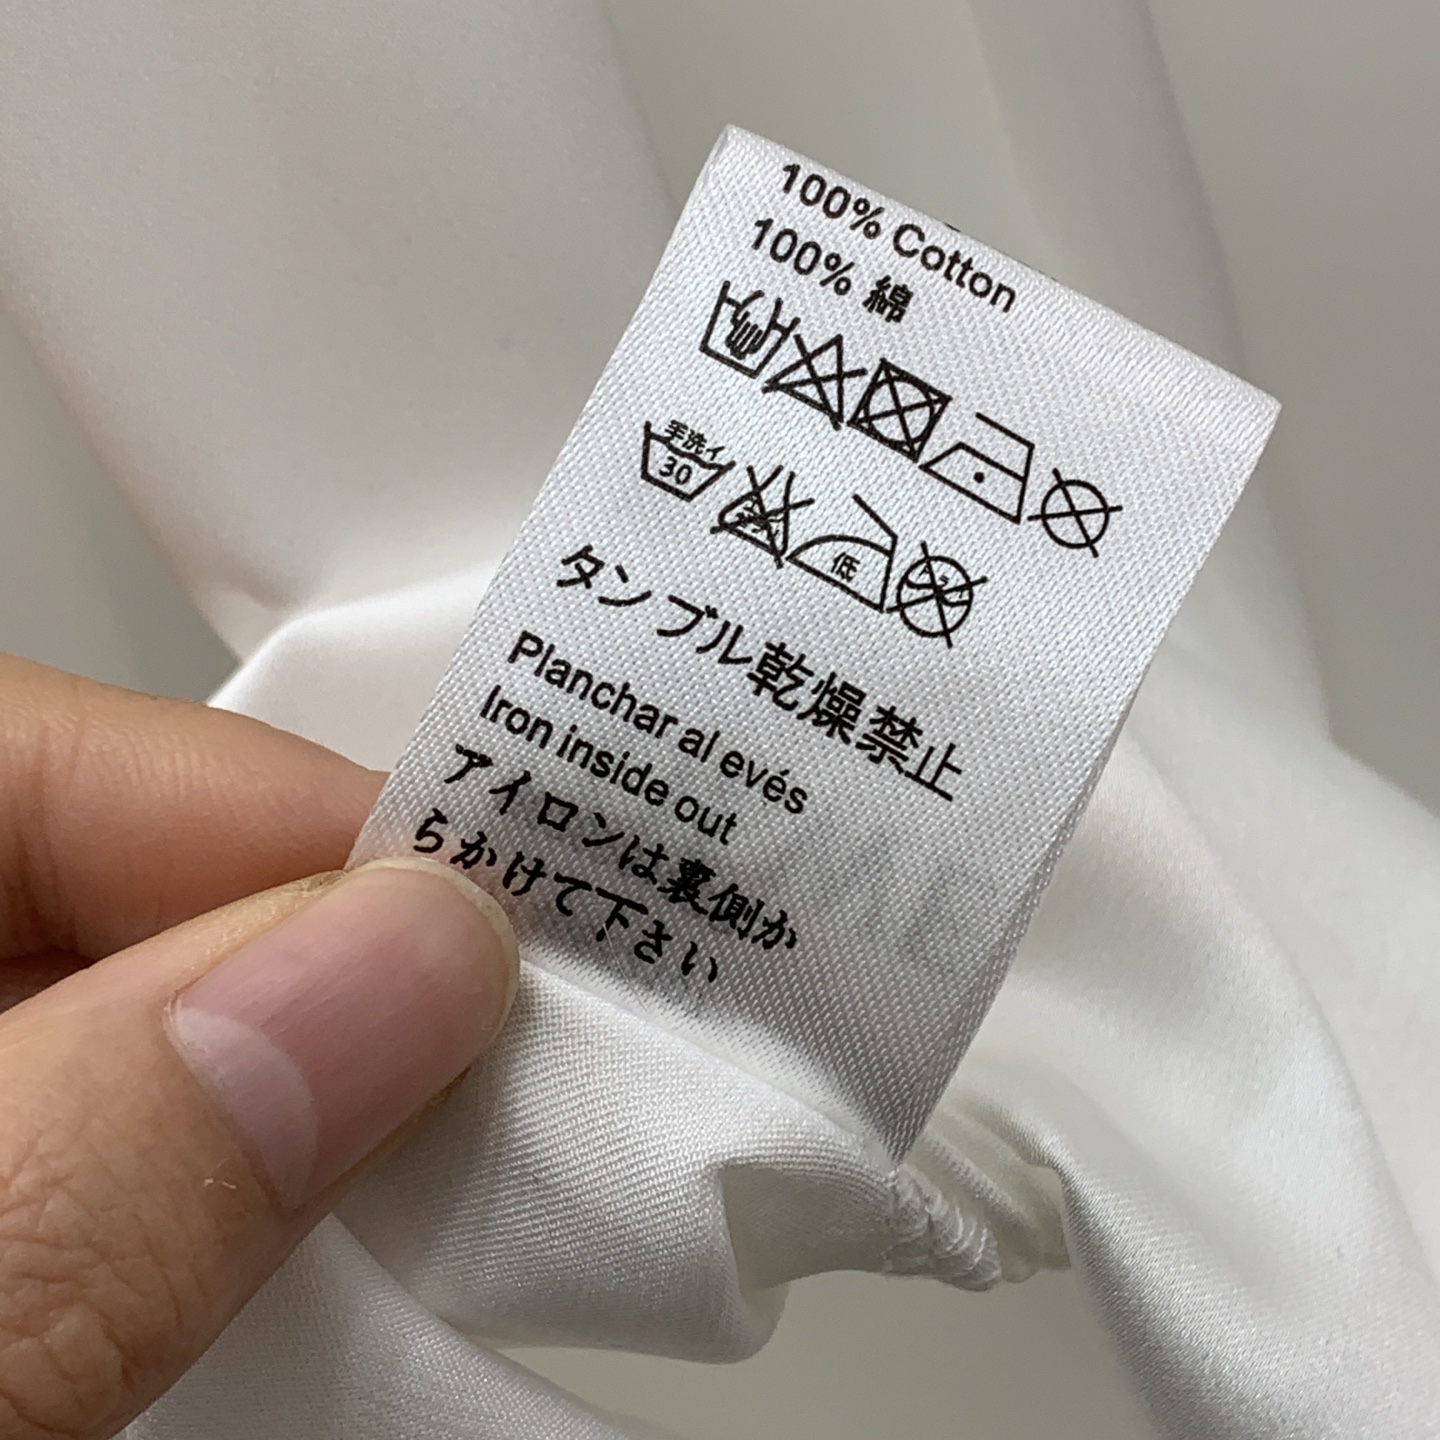 100% Cotton
100% 綿
手洗イ
30
低
タンブル乾燥禁止
Planchar al evés
Iron inside out
アイロンは裏側か
らかけて下さい